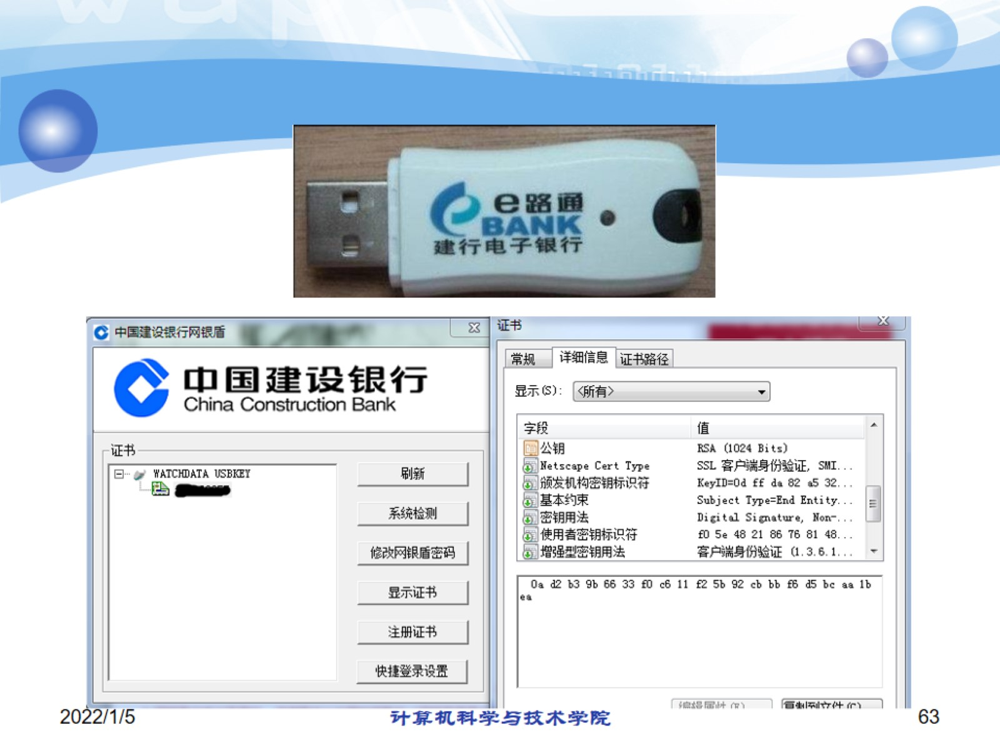 e路通
BANK
建行电子银行
中国建设银行网银盾
中国建设银行
China Construction Bank
证书
WATCHDATA USBKEY
刷新
系统检测
修改网银盾密码
显示证书
注册证书
快捷登录设置
证书
常规 详细信息 证书路径
显示(S): <所有>
字段 值
公钥 RSA (1024 Bits)
Netscape Cert Type SSL 客户端身份验证, SMI...
颁发机构密钥标识符 KeyID=0d ff da 82 a5 32...
基本约束 Subject Type=End Entity...
密钥用法 Digital Signature, Non-...
使用者密钥标识符 f0 5e 48 21 86 76 81 48...
增强型密钥用法 客户端身份验证 (1.3.6.1...
0a d2 b3 9b 66 33 f0 c6 11 f2 5b 92 cb bb f6 d5 bc aa 1b
ea
编辑属性(R)... 复制到文件(C)...
2022/1/5 计算机科学与技术学院 63